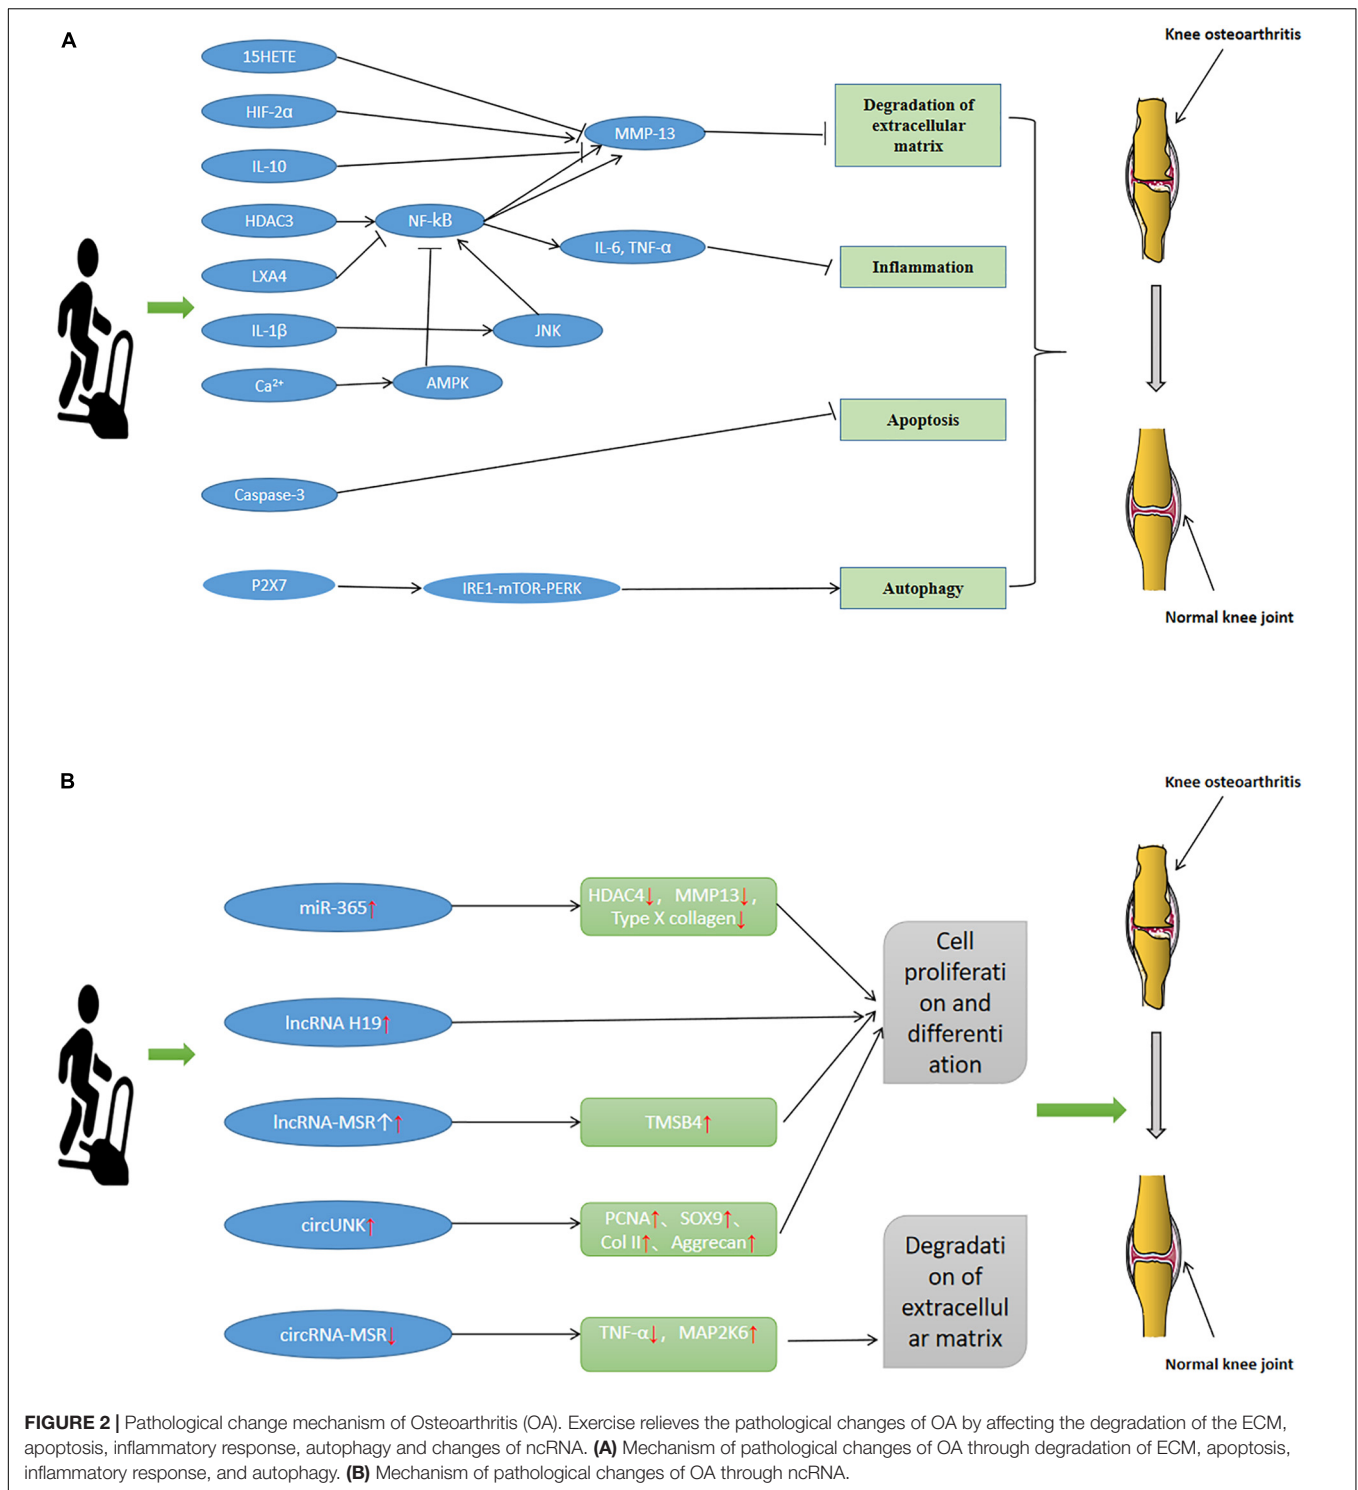 A
Knee osteoarthritis
15HETE
HIF-2α
IL-10
HDAC3
LXA4
IL-1β
Ca²⁺
Caspase-3
P2X7
MMP-13
NF-kB
IL-6, TNF-α
JNK
AMPK
IRE1-mTOR-PERK
Degradation of
extracellular
matrix
Inflammation
Apoptosis
Autophagy
Normal knee joint
B
Knee osteoarthritis
miR-365↑
HDAC4↓, MMP13↓,
Type X collagen↓
lncRNA H19↑
lncRNA-MSR↑↑
TMSB4↑
circUNK↑
PCNA↑、SOX9↑、
Col II↑、Aggrecan↑
circRNA-MSR↓
TNF-α↓, MAP2K6↑
Cell
proliferati
on and
differenti
ation
Degradati
on of
extracellul
ar matrix
Normal knee joint
FIGURE 2 | Pathological change mechanism of Osteoarthritis (OA). Exercise relieves the pathological changes of OA by affecting the degradation of the ECM,
apoptosis, inflammatory response, autophagy and changes of ncRNA. (A) Mechanism of pathological changes of OA through degradation of ECM, apoptosis,
inflammatory response, and autophagy. (B) Mechanism of pathological changes of OA through ncRNA.